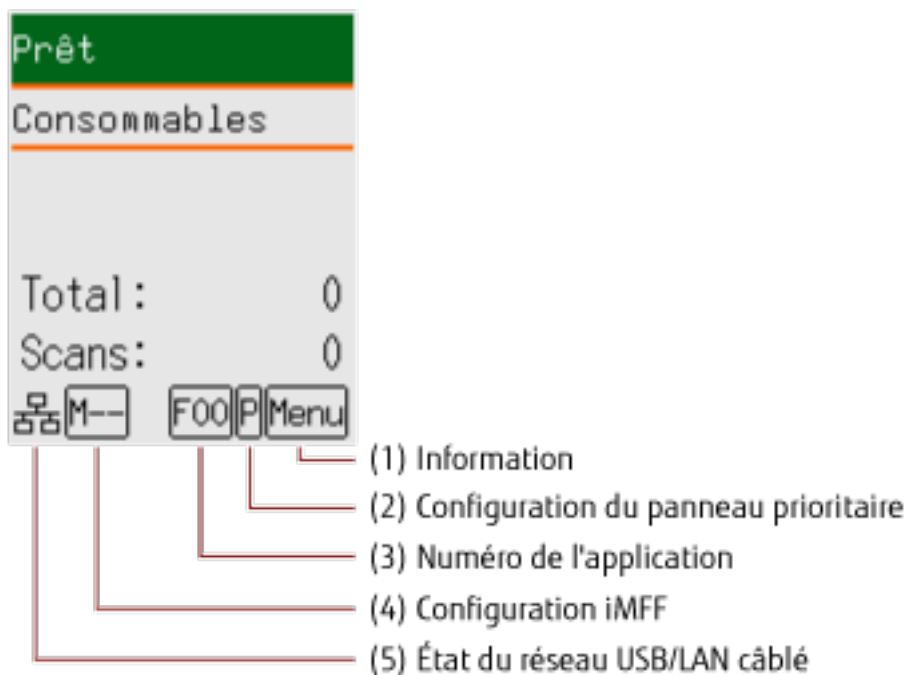 Prêt
Consommables
Total: 0
Scans: 0
M-- F00 P Menu
(1) Information
(2) Configuration du panneau prioritaire
(3) Numéro de l'application
(4) Configuration iMFF
(5) État du réseau USB/LAN câblé